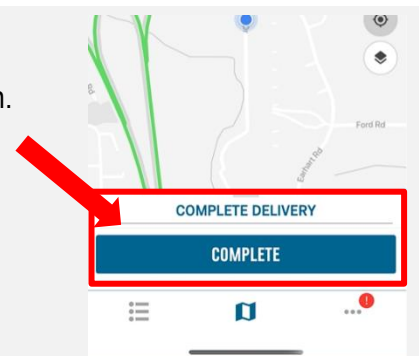 n.
Ford Rd
Earhart Rd
COMPLETE DELIVERY
COMPLETE
!